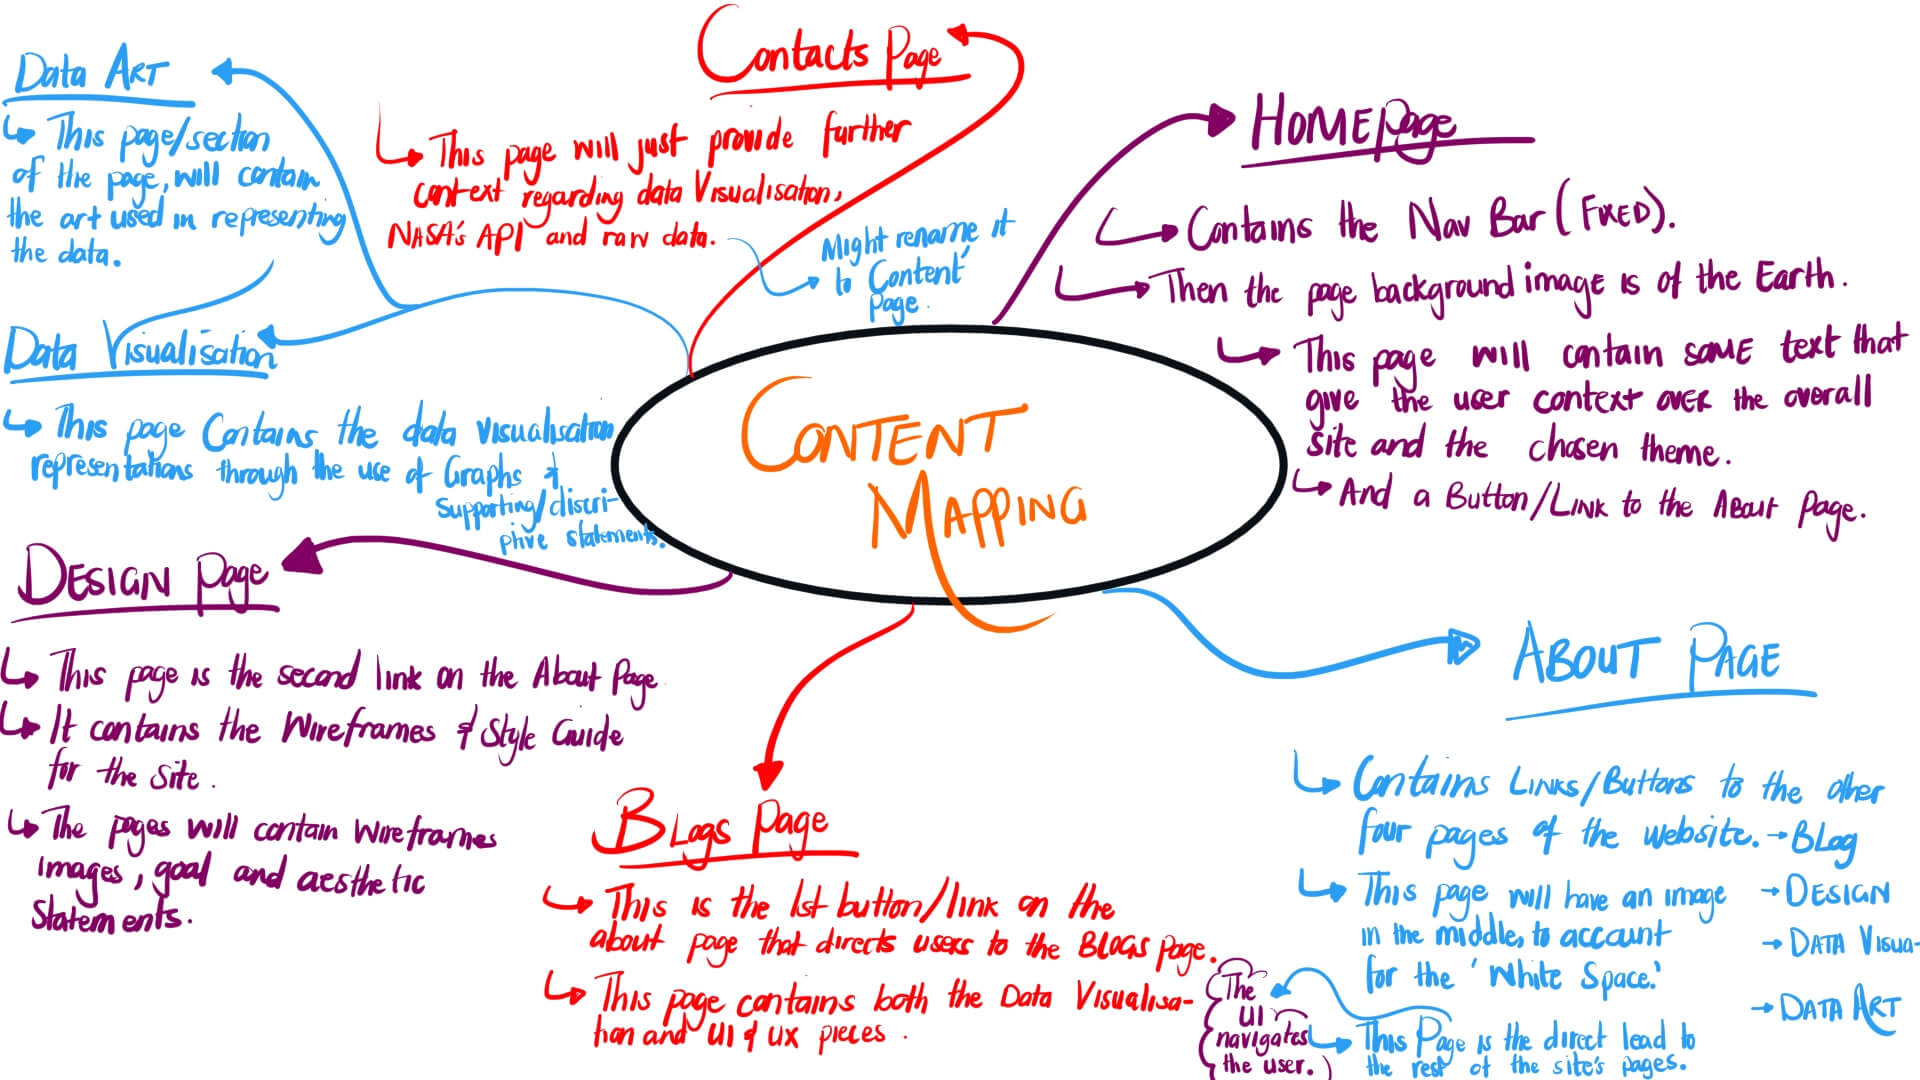 Contacts Page
This page will just provide further
context regarding data Visualisation,
NASA's API and raw data.
Might rename it
to 'Content'
Page.
Data Art
This page/section
of the page, will contain
the art used in representing
the data.
Data Visualisation
This page Contains the data visualisation
representations through the use of Graphs &
Supporting/discri-
ptive statements.
Homepage
Contains the Nav Bar (Fixed).
Then the page background image is of the Earth.
This page will contain some text that
give the user context over the overall
site and the chosen theme.
And a Button/Link to the About Page.
Content
Mapping
Design Page
This page is the second link on the About Page
It contains the Wireframes & Style Guide
for the site.
The pages will contain wireframes
images, goal and aesthetic
Statements.
Blogs Page
This is the 1st button/link on the
about page that directs users to the Blogs page.
This page contains both the Data Visualisa-
tion and UI & UX pieces.
About Page
Contains Links/Buttons to the other
four pages of the website. → Blog
This page will have an image → Design
in the middle, to account → Data Visua-
for the 'White Space.'
→ Data Art
This Page is the direct lead to
the rest of the site's pages.
The
UI
navigates
the user.